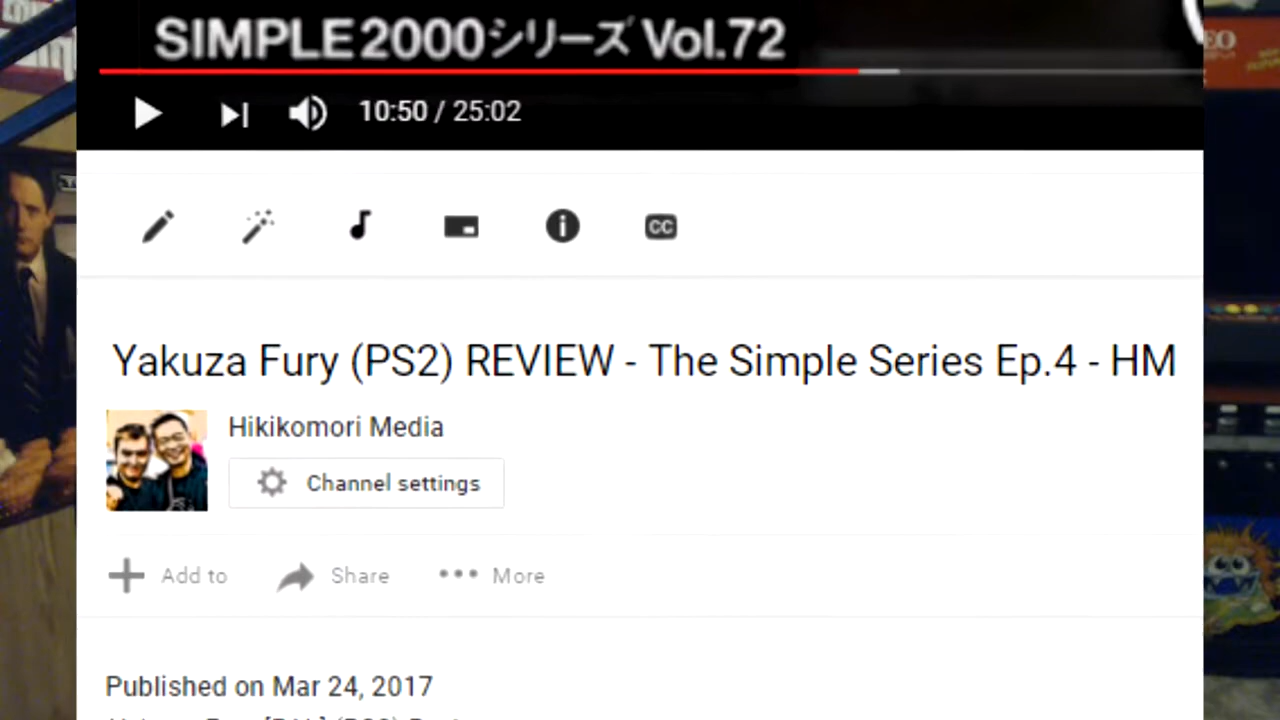 SIMPLE2000シリーズ Vol.72
10:50 / 25:02
CC
Yakuza Fury (PS2) REVIEW - The Simple Series Ep.4 - HM
Hikikomori Media
Channel settings
Add to
Share
More
Published on Mar 24, 2017